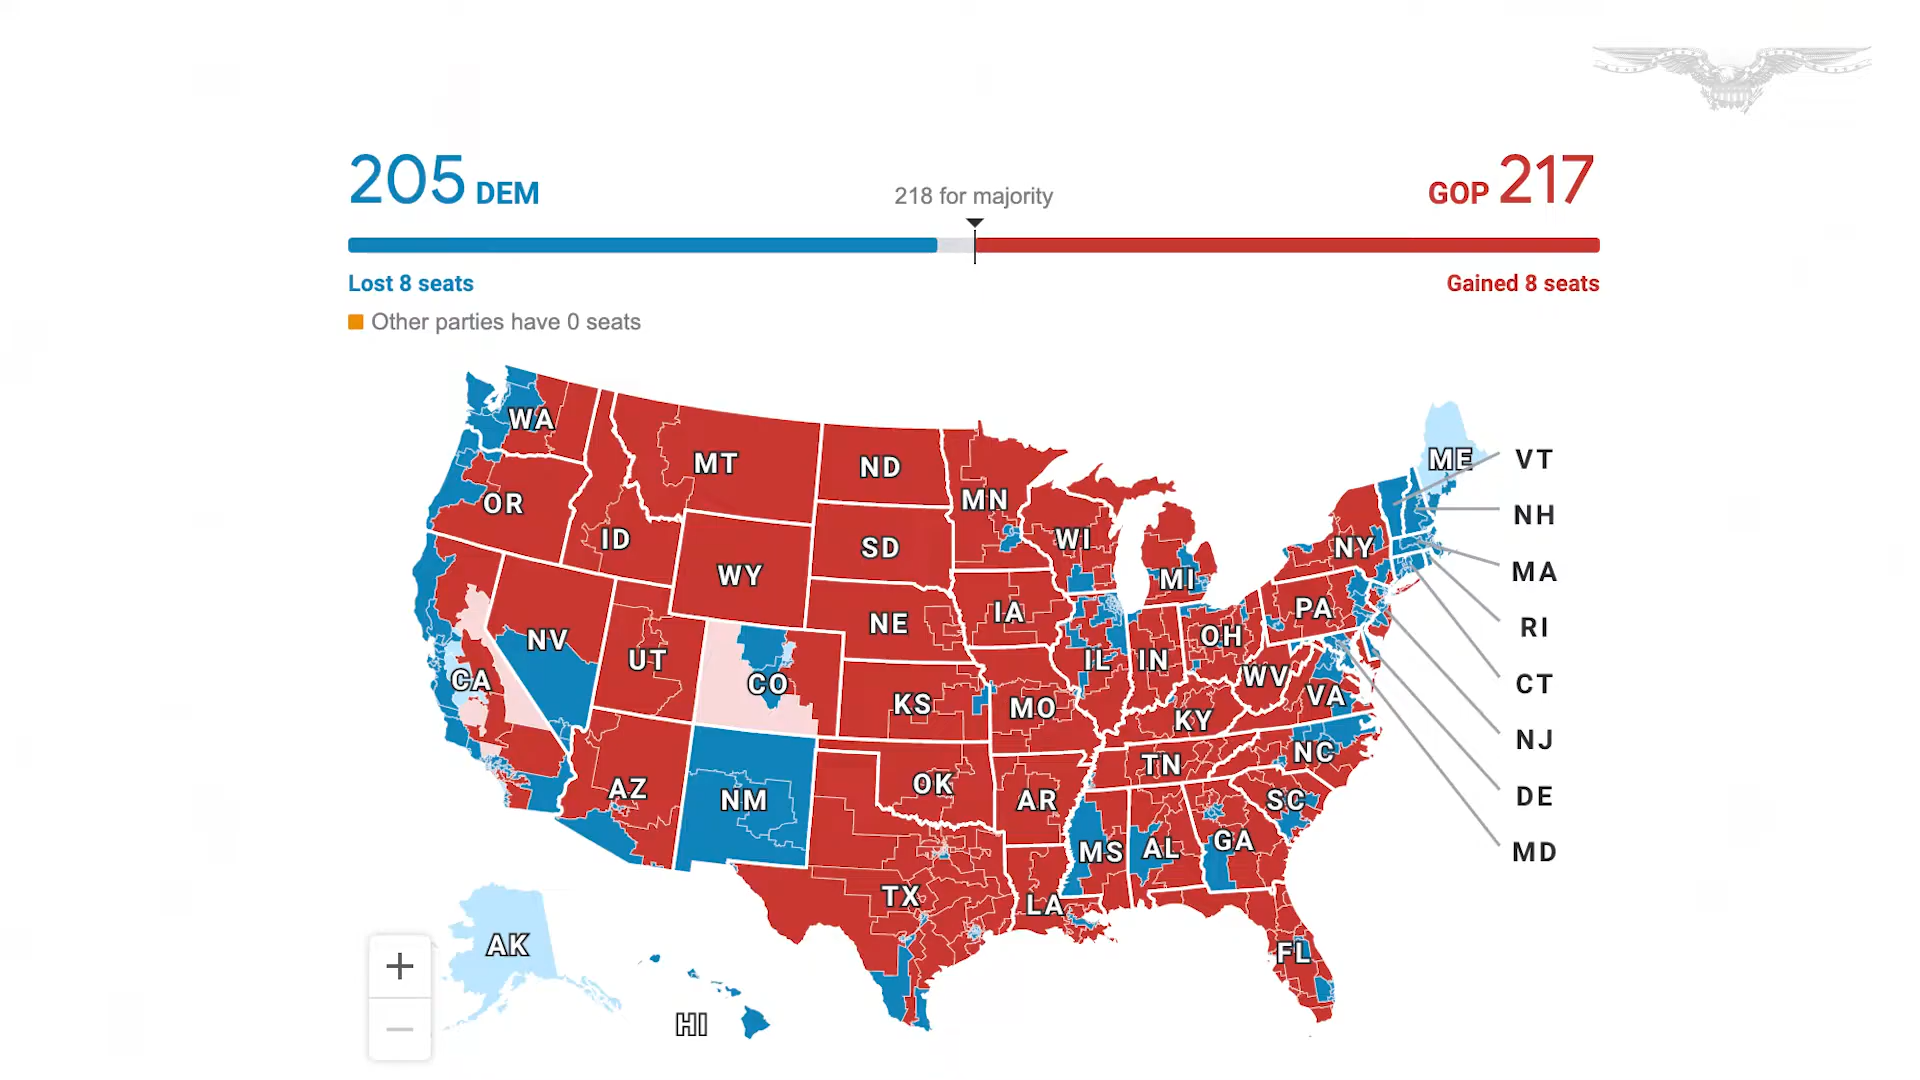 205 DEM
218 for majority
GOP 217
Lost 8 seats
Gained 8 seats
Other parties have 0 seats
WA
MT
ND
MN
ME
VT
OR
ID
SD
WI
NH
WY
MI
NY
MA
NE
IA
PA
RI
NV
UT
CO
IL
IN
OH
WV
CT
CA
KS
MO
KY
VA
NJ
AZ
NM
OK
AR
TN
NC
DE
MS
AL
GA
SC
MD
TX
LA
FL
AK
HI
+
−